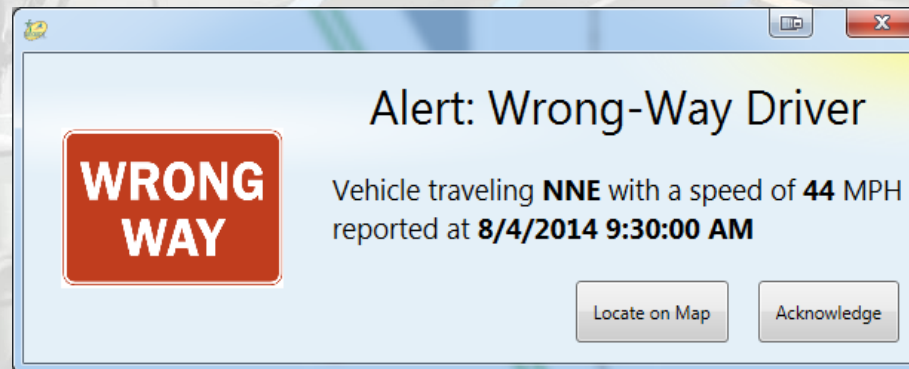 Alert: Wrong-Way Driver
WRONG
WAY
Vehicle traveling NNE with a speed of 44 MPH
reported at 8/4/2014 9:30:00 AM
Locate on Map
Acknowledge